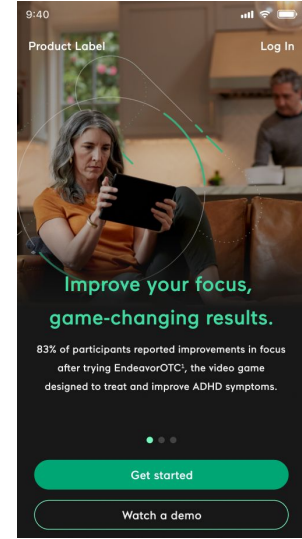 9:40
Product Label
Log In
Improve your focus,
game-changing results.
83% of participants reported improvements in focus
after trying EndeavorOTC¹, the video game
designed to treat and improve ADHD symptoms.
Get started
Watch a demo